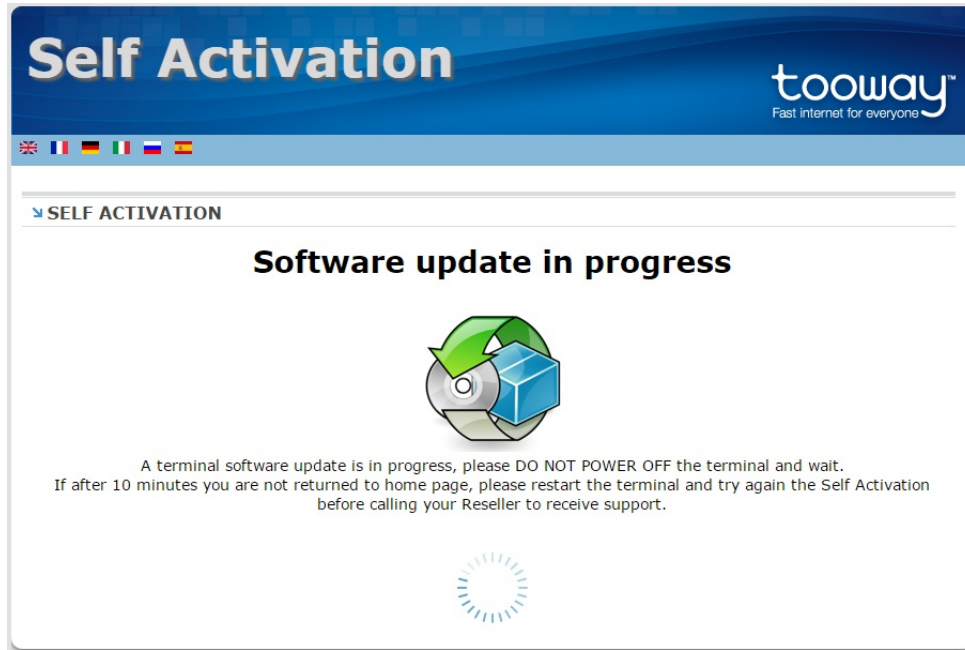 Self Activation
tooway™
Fast internet for everyone
SELF ACTIVATION
Software update in progress
A terminal software update is in progress, please DO NOT POWER OFF the terminal and wait.
If after 10 minutes you are not returned to home page, please restart the terminal and try again the Self Activation
before calling your Reseller to receive support.